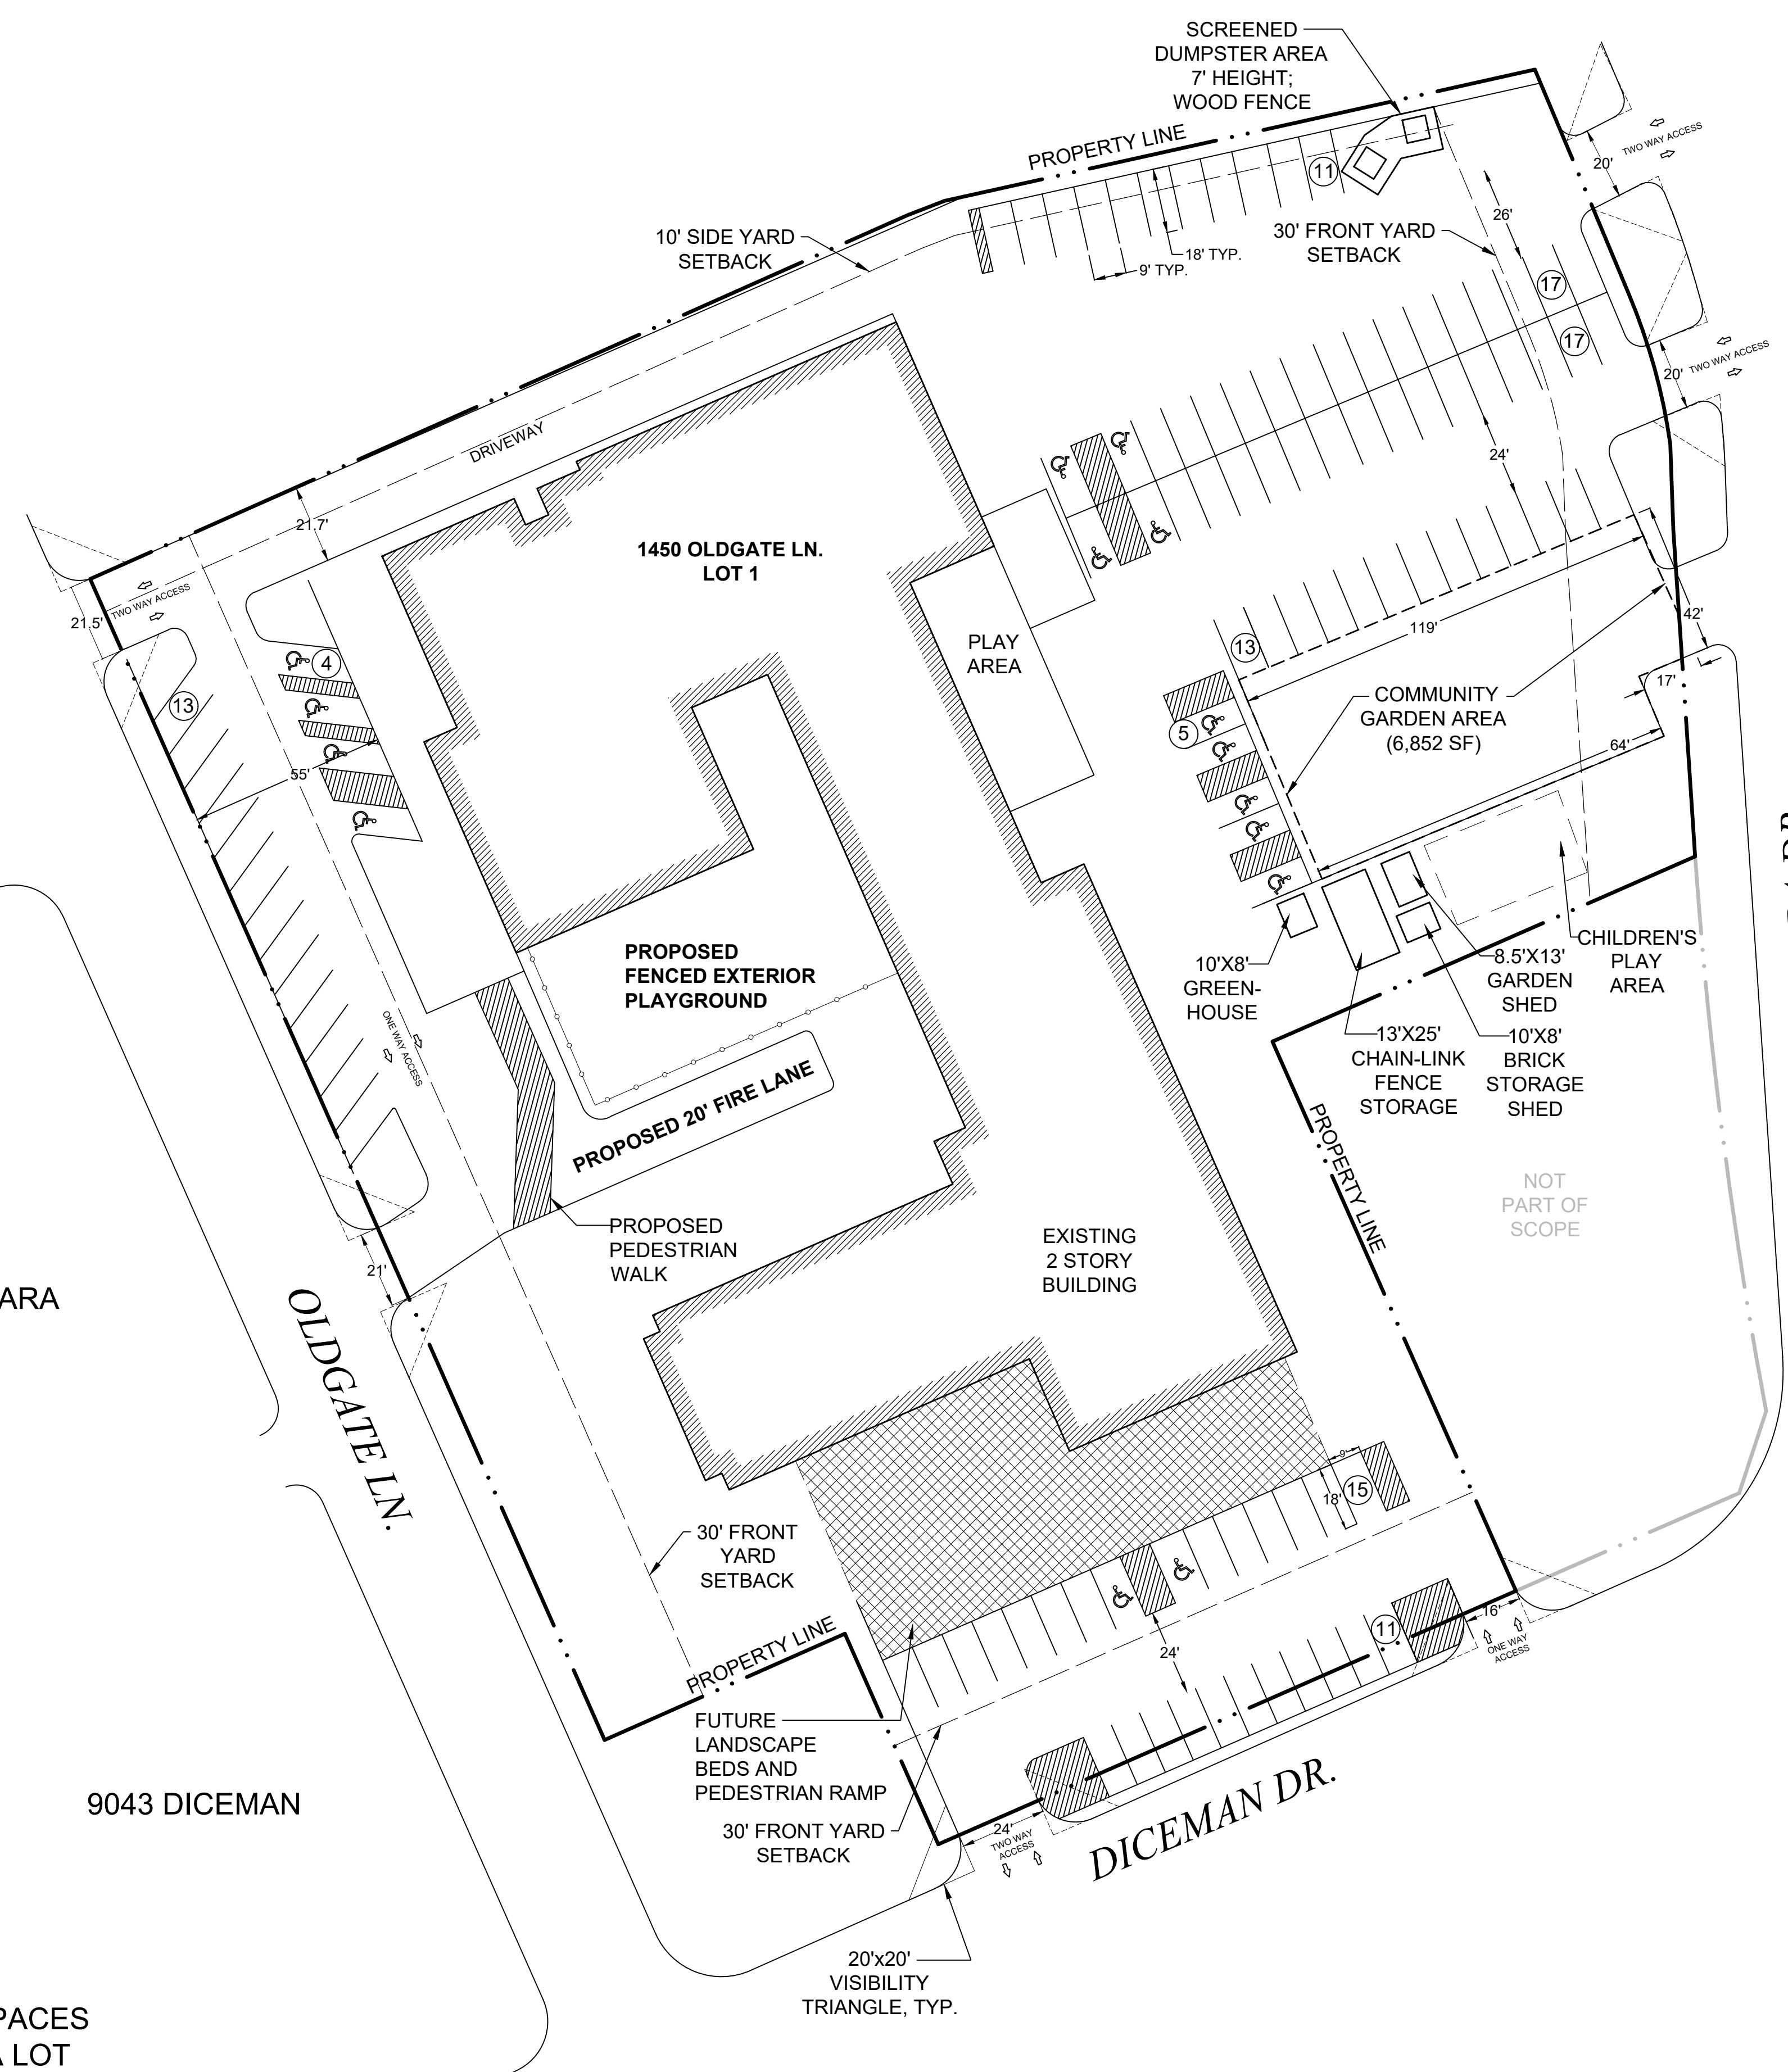 SCREENED
DUMPSTER AREA
7' HEIGHT;
WOOD FENCE
PROPERTY LINE
11
TWO WAY ACCESS
20'
10' SIDE YARD
SETBACK
26'
30' FRONT YARD
SETBACK
18' TYP.
9' TYP.
17
17
TWO WAY ACCESS
20'
DRIVEWAY
24'
21.7'
1450 OLDGATE LN.
LOT 1
TWO WAY ACCESS
21.5'
42'
119'
4
PLAY
AREA
13
13
17'
COMMUNITY
GARDEN AREA
(6,852 SF)
5
64'
55'
DR.
PROPOSED
FENCED EXTERIOR
PLAYGROUND
10'X8'
GREEN-
HOUSE
8.5'X13'
GARDEN
SHED
CHILDREN'S
PLAY
AREA
13'X25'
CHAIN-LINK
FENCE
STORAGE
10'X8'
BRICK
STORAGE
SHED
ONE WAY ACCESS
PROPOSED 20' FIRE LANE
PROPERTY LINE
NOT
PART OF
SCOPE
PROPOSED
PEDESTRIAN
WALK
EXISTING
2 STORY
BUILDING
21'
ARA
OLDGATE LN.
9'
18'
15
30' FRONT
YARD
SETBACK
PROPERTY LINE
24'
11
16'
ONE WAY
ACCESS
FUTURE
LANDSCAPE
BEDS AND
PEDESTRIAN RAMP
30' FRONT YARD
SETBACK
24'
TWO WAY
ACCESS
DICEMAN DR.
9043 DICEMAN
20'x20'
VISIBILITY
TRIANGLE, TYP.
PACES
LOT